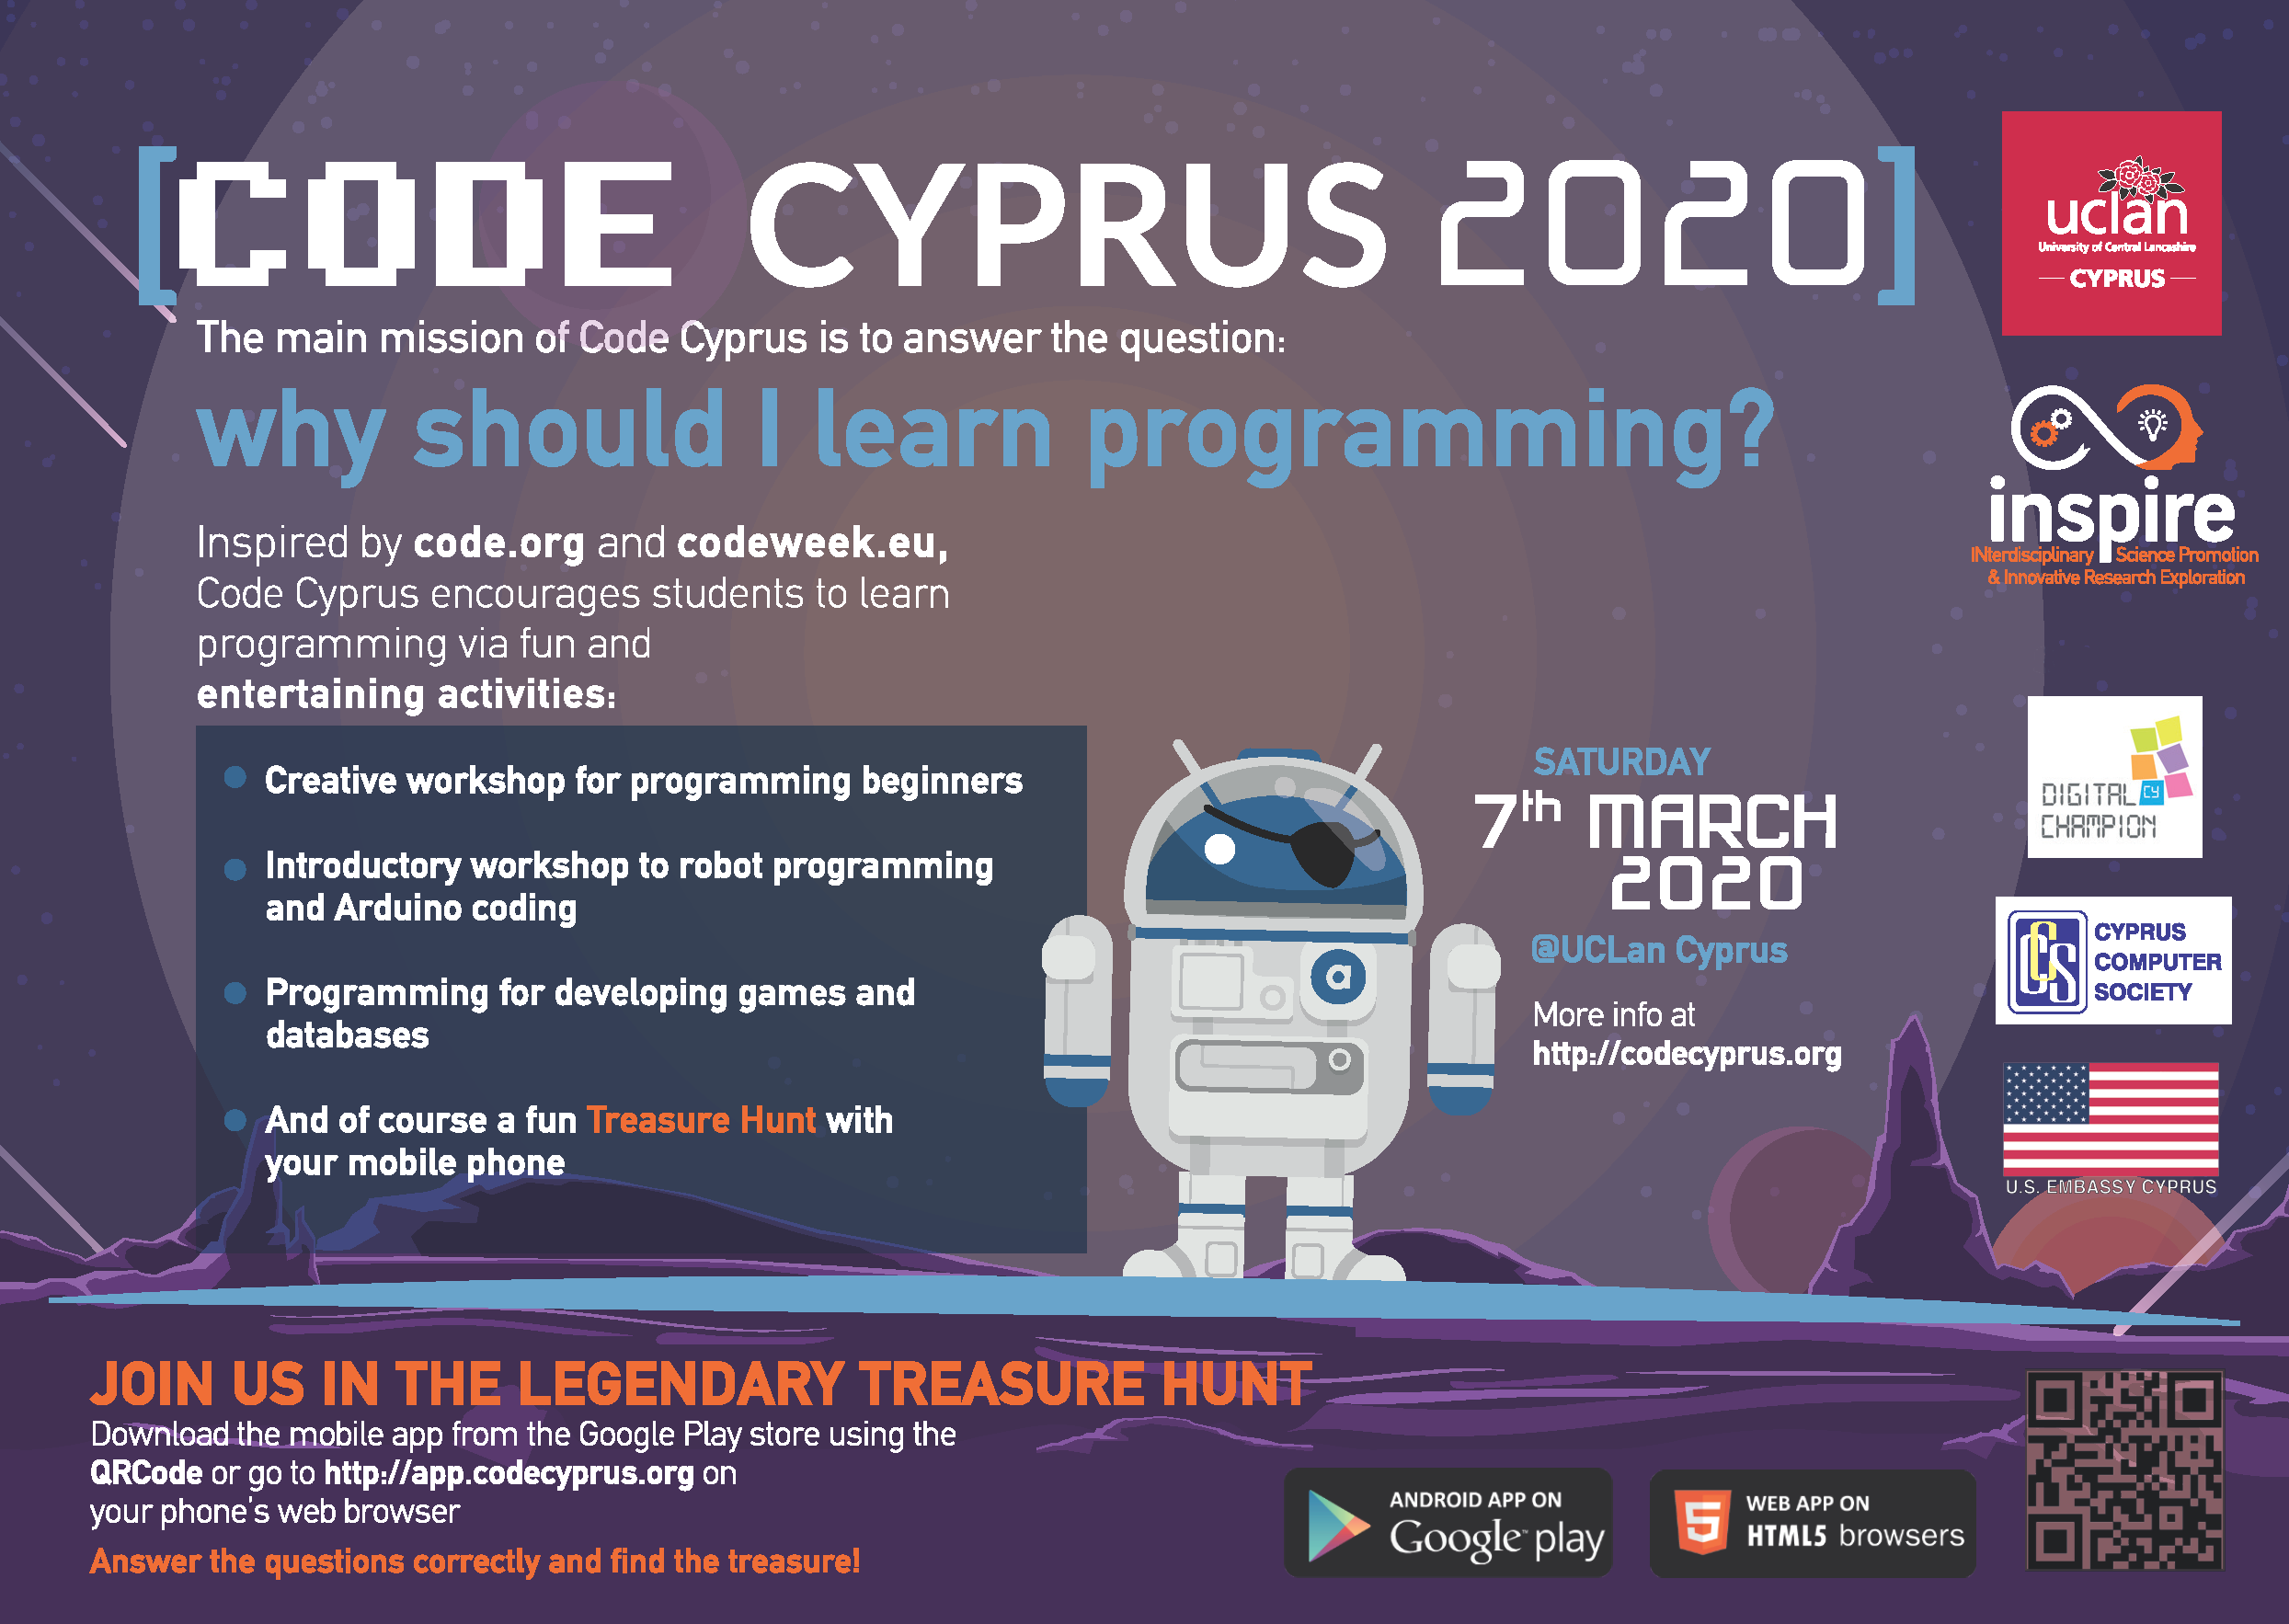 [CODE CYPRUS 2020]
The main mission of Code Cyprus is to answer the question:
why should I learn programming?
Inspired by code.org and codeweek.eu,
Code Cyprus encourages students to learn
programming via fun and
entertaining activities:
Creative workshop for programming beginners
Introductory workshop to robot programming
and Arduino coding
Programming for developing games and
databases
And of course a fun Treasure Hunt with
your mobile phone
a
SATURDAY
7th MARCH
2020
@UCLan Cyprus
More info at
http://codecyprus.org
uclan
University of Central Lancashire
CYPRUS
inspire
INterdisciplinary Science Promotion
& Innovative Research Exploration
DIGITAL CY
CHAMPION
CCS
CYPRUS
COMPUTER
SOCIETY
U.S. EMBASSY CYPRUS
JOIN US IN THE LEGENDARY TREASURE HUNT
Download the mobile app from the Google Play store using the
QRCode or go to http://app.codecyprus.org on
your phone's web browser
Answer the questions correctly and find the treasure!
ANDROID APP ON
Google play
5
WEB APP ON
HTML5 browsers